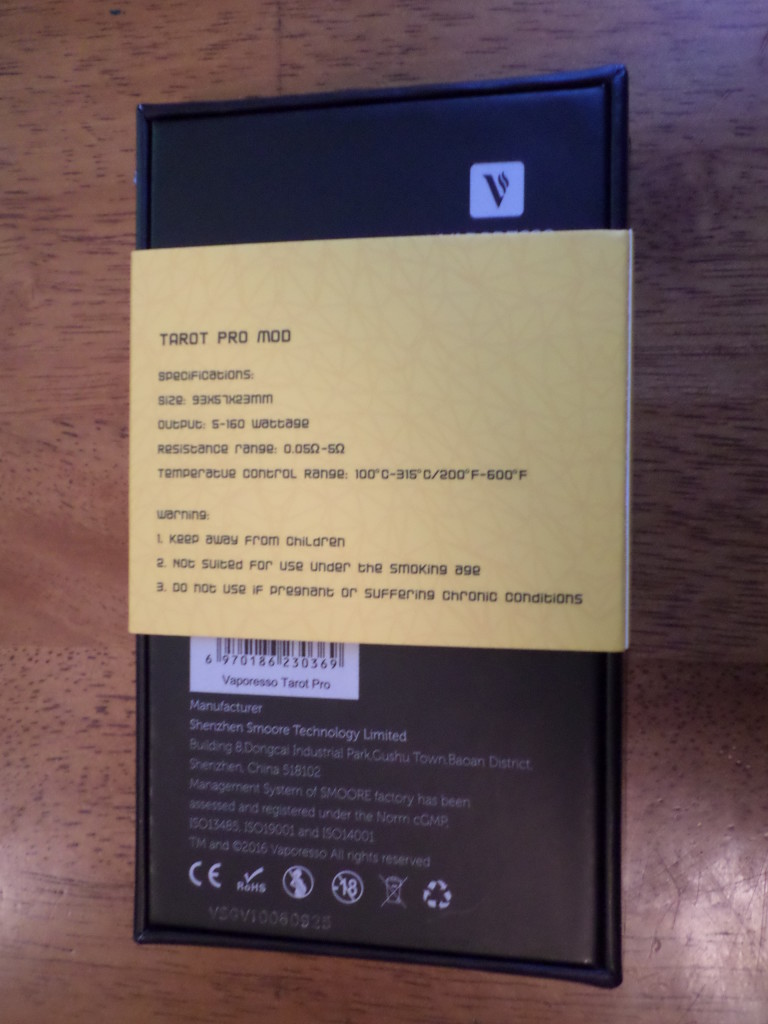 TAROT PRO MOD
Specifications:
Size: 93x57x23mm
Output: 5-160 wattage
Resistance range: 0.05Ω-5Ω
Temperatue Control Range: 100°C-315°C/200°F-600°F
Warning:
1. Keep away from children
2. Not suited for use under the smoking age
3. Do not use if pregnant or suffering chronic conditions
6 970186 230369
Vaporesso Tarot Pro
Manufacturer
Shenzhen Smoore Technology Limited
Building 8,Dongcai Industrial Park,Gushu Town,Baoan District,
Shenzhen, China 518102
Management System of SMOORE factory has been
assessed and registered under the Norm cGMP,
ISO13485, ISO19001 and ISO14001
TM and ©2016 Vaporesso All rights reserved
CE RoHS -18